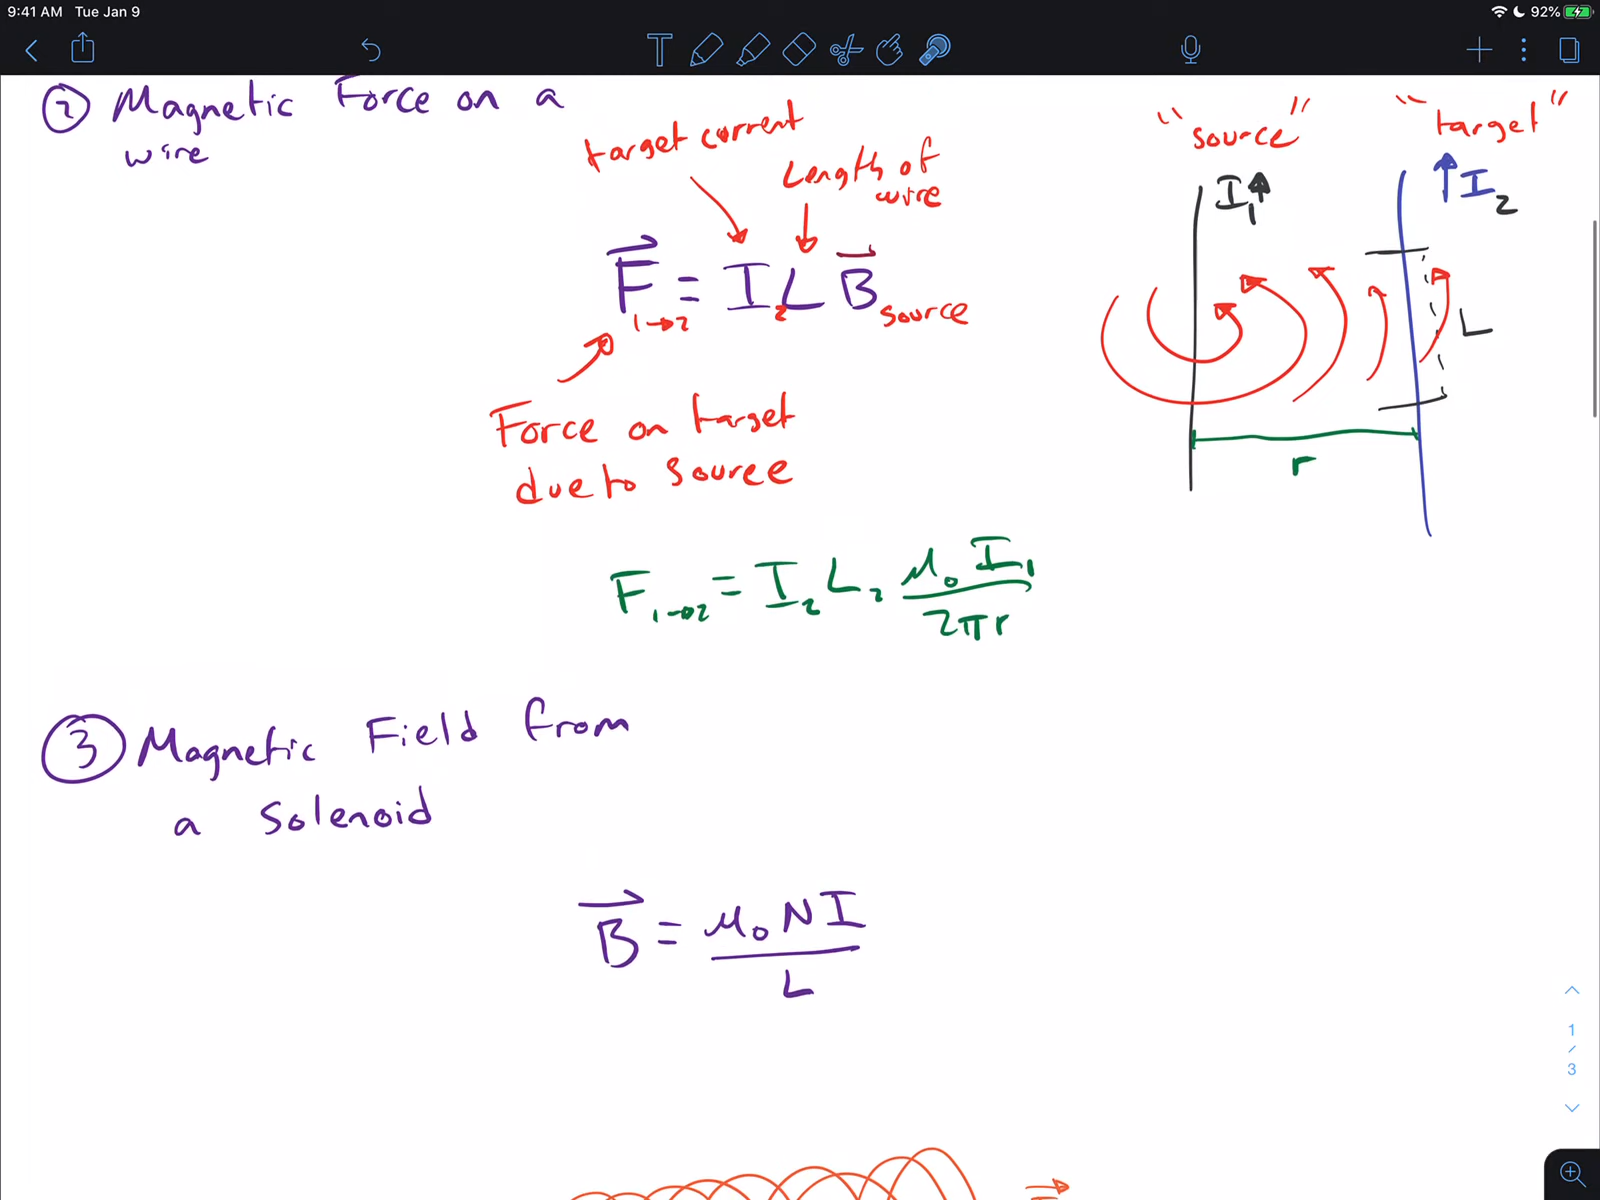 9:41 AM Tue Jan 9
92%
② Magnetic Force on a
wire
target current
Length of
wire
F⃗₁→₂ = I₂L B⃗source
Force on target
due to source
"source"
"target"
I₁
I₂
L
r
F₁→₂ = I₂ L₂ μ₀ I₁ / 2πr
③ Magnetic Field from
a Solenoid
B⃗ = μ₀ N I / L
1
/
3